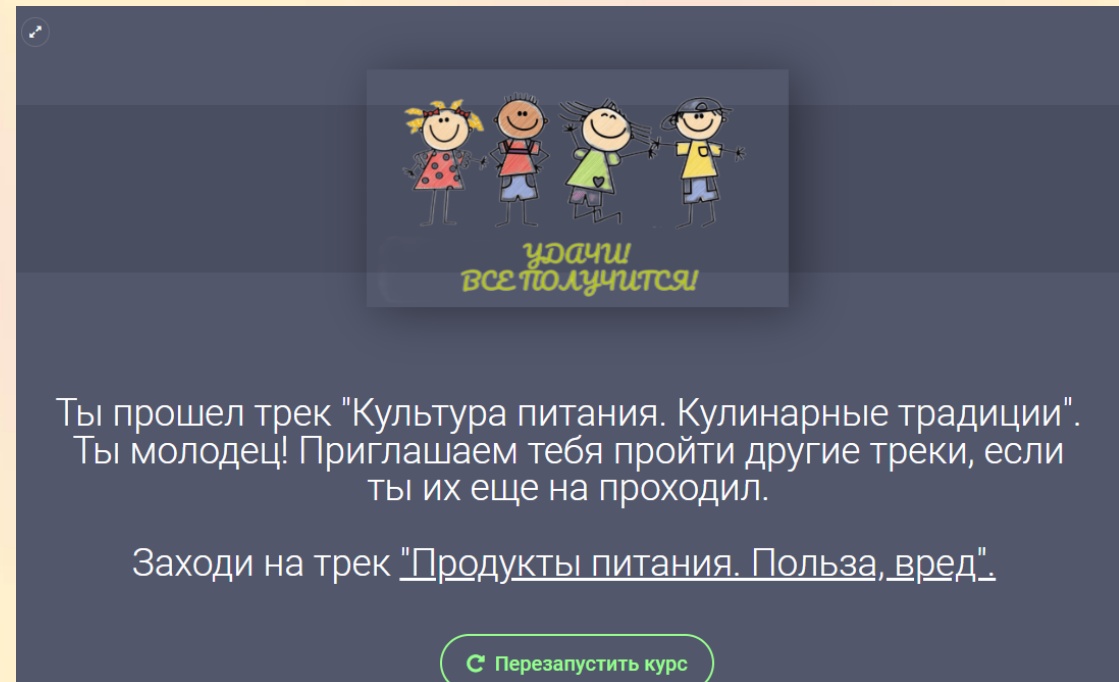 УДАЧИ!
ВСЕ ПОЛУЧИТСЯ!
Ты прошел трек "Культура питания. Кулинарные традиции".
Ты молодец! Приглашаем тебя пройти другие треки, если
ты их еще на проходил.
Заходи на трек "Продукты питания. Польза, вред".
Перезапустить курс